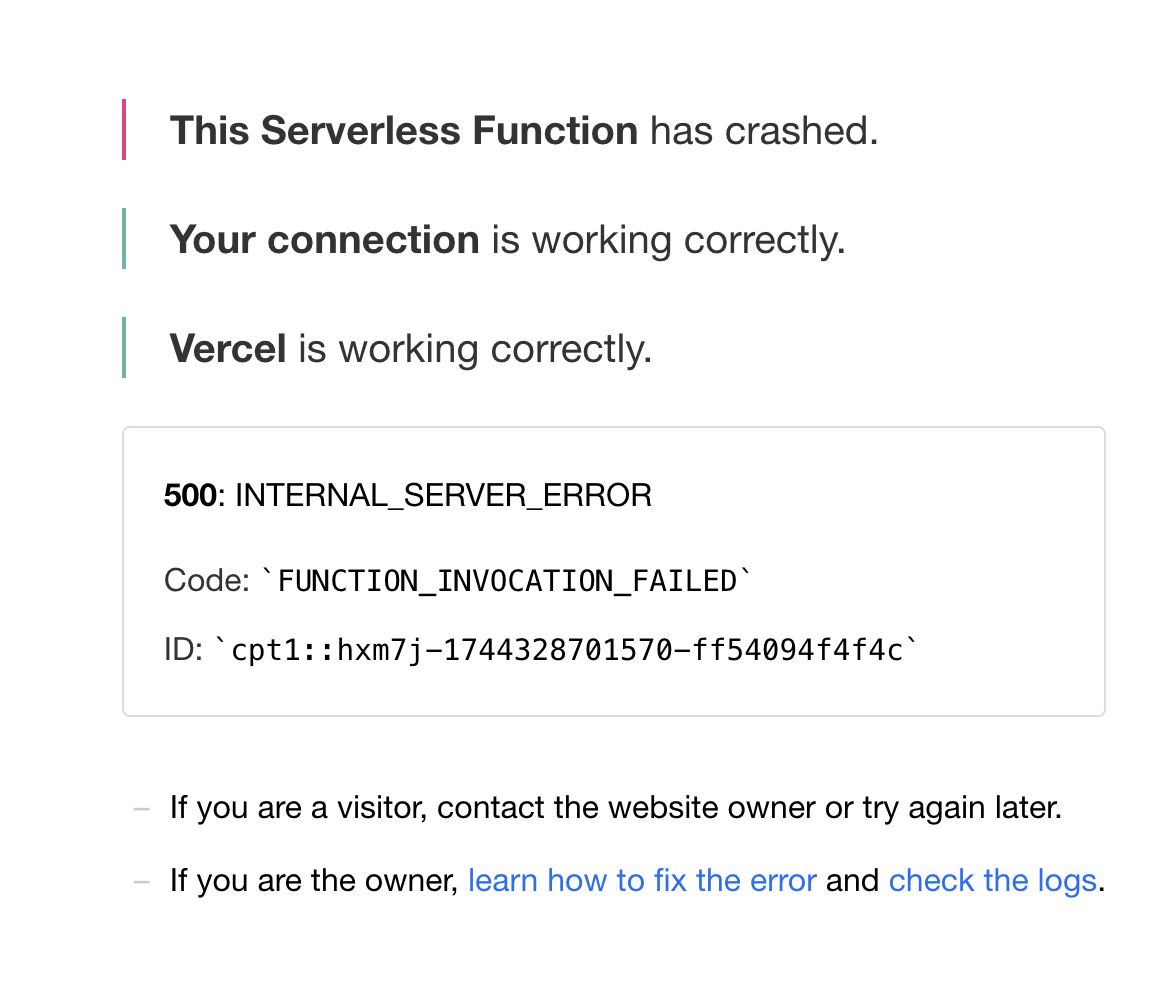 This Serverless Function has crashed.
Your connection is working correctly.
Vercel is working correctly.
500: INTERNAL_SERVER_ERROR
Code: `FUNCTION_INVOCATION_FAILED`
ID: `cpt1::hxm7j-1744328701570-ff54094f4f4c`
– If you are a visitor, contact the website owner or try again later.
– If you are the owner, learn how to fix the error and check the logs.